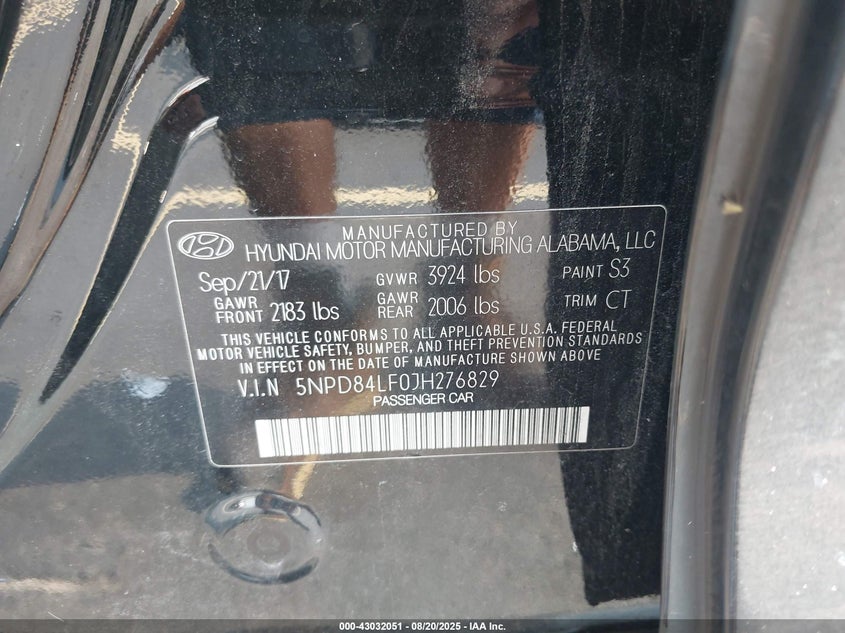 MANUFACTURED BY
HYUNDAI MOTOR MANUFACTURING ALABAMA, LLC
Sep/21/17 GVWR 3924 lbs PAINT S3
GAWR FRONT 2183 lbs GAWR REAR 2006 lbs TRIM CT
THIS VEHICLE CONFORMS TO ALL APPLICABLE U.S.A. FEDERAL
MOTOR VEHICLE SAFETY, BUMPER, AND THEFT PREVENTION STANDARDS
IN EFFECT ON THE DATE OF MANUFACTURE SHOWN ABOVE
V.I.N 5NPD84LF0JH276829
PASSENGER CAR
000-43032051 - 08/20/2025 - IAA Inc.